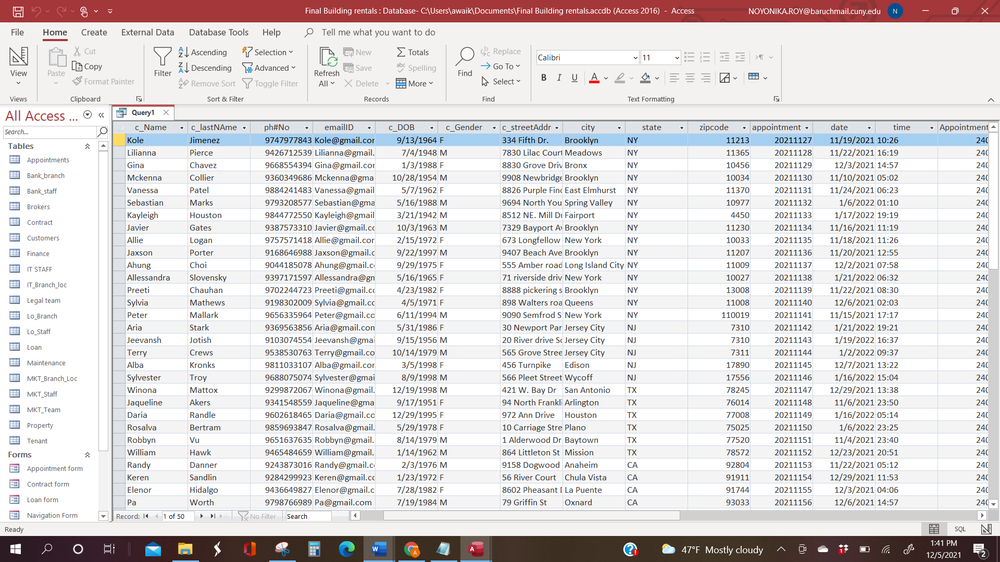 Final Building rentals : Database- C:\Users\awaik\Documents\Final Building rentals.accdb (Access 2016) - Access
NOYONIKA.ROY@baruchmail.cuny.edu N
File Home Create External Data Database Tools Help Tell me what you want to do
View
Views
Paste
Cut
Copy
Format Painter
Clipboard
Filter
Ascending
Descending
Remove Sort
Selection
Advanced
Toggle Filter
Sort & Filter
Refresh All
New
Save
Delete
Totals
Spelling
More
Records
Find
Replace
Go To
Select
Find
Calibri 11
B I U A
Text Formatting
All Access ...
Search...
Tables
Appointments
Bank_branch
Bank_staff
Brokers
Contract
Customers
Finance
IT STAFF
IT_Branch_loc
Legal team
Lo_Branch
Lo_Staff
Loan
Maintenance
MKT_Branch_Loc
MKT_Staff
MKT_Team
Property
Tenant
Forms
Appointment form
Contract form
Loan form
Navigation Form
Query1
c_Name c_lastNAme ph#No emailID c_DOB c_Gender c_streetAddr city state zipcode appointment date time Appointment
Kole Jimenez 9747977843 Kole@gmail.cor 9/13/1964 F 334 Fifth Dr. Brooklyn NY 11213 20211127 11/19/2021 10:26 240
Lilianna Pierce 9426712539 Lilianna@gmail. 7/4/1948 M 7830 Lilac Court Meadows NY 11365 20211128 11/22/2021 16:19 240
Gina Chavez 9668554394 Gina@gmail.cor 1/3/1988 F 8830 Grove Driv Bronx NY 10456 20211129 12/3/2021 14:57 240
Mckenna Collier 9360349686 Mckenna@gma 10/28/1954 M 9908 Newbridge Brooklyn NY 10034 20211130 11/10/2021 05:02 240
Vanessa Patel 9884241483 Vanessa@gmail 5/7/1962 F 8826 Purple Finc East Elmhurst NY 11370 20211131 11/24/2021 06:23 240
Sebastian Marks 9793208577 Sebastian@gma 5/16/1988 M 9694 North You Spring Valley NY 10977 20211132 1/6/2022 01:10 240
Kayleigh Houston 9844772550 Kayleigh@gmail 3/21/1942 M 8512 NE. Mill Dr Fairport NY 4450 20211133 1/17/2022 19:19 240
Javier Gates 9387573310 Javier@gmail.cc 10/3/1963 M 7329 Bayport Av Brooklyn NY 11230 20211134 11/16/2021 11:19 240
Allie Logan 9757571418 Allie@gmail.cor 2/15/1972 F 673 Longfellow New York NY 10033 20211135 11/18/2021 11:26 240
Jaxson Porter 9168646988 Jaxson@gmail.c 9/22/1997 M 9407 Beach Ave Brooklyn NY 11207 20211136 11/20/2021 12:55 240
Ahung Choi 9044185078 Ahung@gmail.c 9/29/1975 F 555 Amber road Long Island City NY 11009 20211137 12/2/2021 07:58 240
Allessandra Slovensky 9397171597 Allessandra@gr 5/16/1965 F 71 riverside driv New York NY 10027 20211138 1/21/2022 06:32 240
Preeti Chauhan 9702244723 Preeti@gmail.cc 4/23/1982 F 8888 pickering s Brooklyn NY 13008 20211139 11/22/2021 08:30 240
Sylvia Mathews 9198302009 Sylvia@gmail.cc 4/5/1971 F 898 Walters roa Queens NY 11008 20211140 12/6/2021 02:03 240
Peter Mallark 9656335964 Peter@gmail.co 6/11/1994 M 9090 Semfrod S New York NY 110019 20211141 11/15/2021 17:17 240
Aria Stark 9369563856 Aria@gmail.con 5/31/1986 F 30 Newport Par Jersey City NJ 7310 20211142 1/21/2022 19:21 240
Jeevansh Jotish 9103074554 Jeevansh@gmai 9/15/1956 M 20 River drive Sc Jersey City NJ 7310 20211143 1/19/2022 16:37 240
Terry Crews 9538530763 Terry@gmail.co 10/14/1979 M 565 Grove Stree Jersey City NJ 7311 20211144 1/2/2022 09:37 240
Alba Kronks 9811033107 Alba@gmail.cor 3/5/1998 F 456 Turnpike Edison NJ 17890 20211145 12/7/2021 13:22 240
Sylvester Troy 9688075074 Sylvester@gmai 8/9/1998 M 566 Pleet Street Wycoff NJ 17556 20211146 1/16/2022 15:04 240
Winona Mattox 9299872067 Winona@gmail. 12/19/1998 M 421 W. Bay Dr San Antonio TX 78245 20211147 12/29/2021 13:38 240
Jaqueline Akers 9341548559 Jaqueline@gma 9/17/1951 F 94 North Frankli Arlington TX 76014 20211148 11/6/2021 23:50 240
Daria Randle 9602618465 Daria@gmail.co 12/29/1995 F 972 Ann Drive Houston TX 77008 20211149 1/16/2022 05:14 240
Rosalva Bertram 9859693847 Rosalva@gmail. 5/29/1978 F 10 Carriage Stre Plano TX 75025 20211150 1/6/2022 23:25 240
Robbyn Vu 9651637635 Robbyn@gmail. 8/14/1979 M 1 Alderwood Dr Baytown TX 77520 20211151 11/4/2021 23:40 240
William Hawk 9465484659 William@gmail. 1/14/1962 M 864 Littleton St Mission TX 78572 20211152 12/23/2021 20:51 240
Randy Danner 9243873016 Randy@gmail.cc 2/3/1976 M 9158 Dogwood Anaheim CA 92804 20211153 11/22/2021 05:12 240
Keren Sandlin 9284299923 Keren@gmail.cc 1/23/1972 F 56 River Court Chula Vista CA 91911 20211154 12/29/2021 11:53 240
Elenor Hidalgo 9436649827 Elenor@gmail.c 7/28/1982 F 8602 Pheasant D La Puente CA 91744 20211155 12/3/2021 04:06 240
Pa Worth 9798766989 Pa@gmail.com 7/19/1984 M 79 Griffin St Oxnard CA 93033 20211156 12/6/2021 14:57 240
Record: 1 of 50 No Filter Search
Ready SQL
47°F Mostly cloudy
1:41 PM
12/5/2021
2